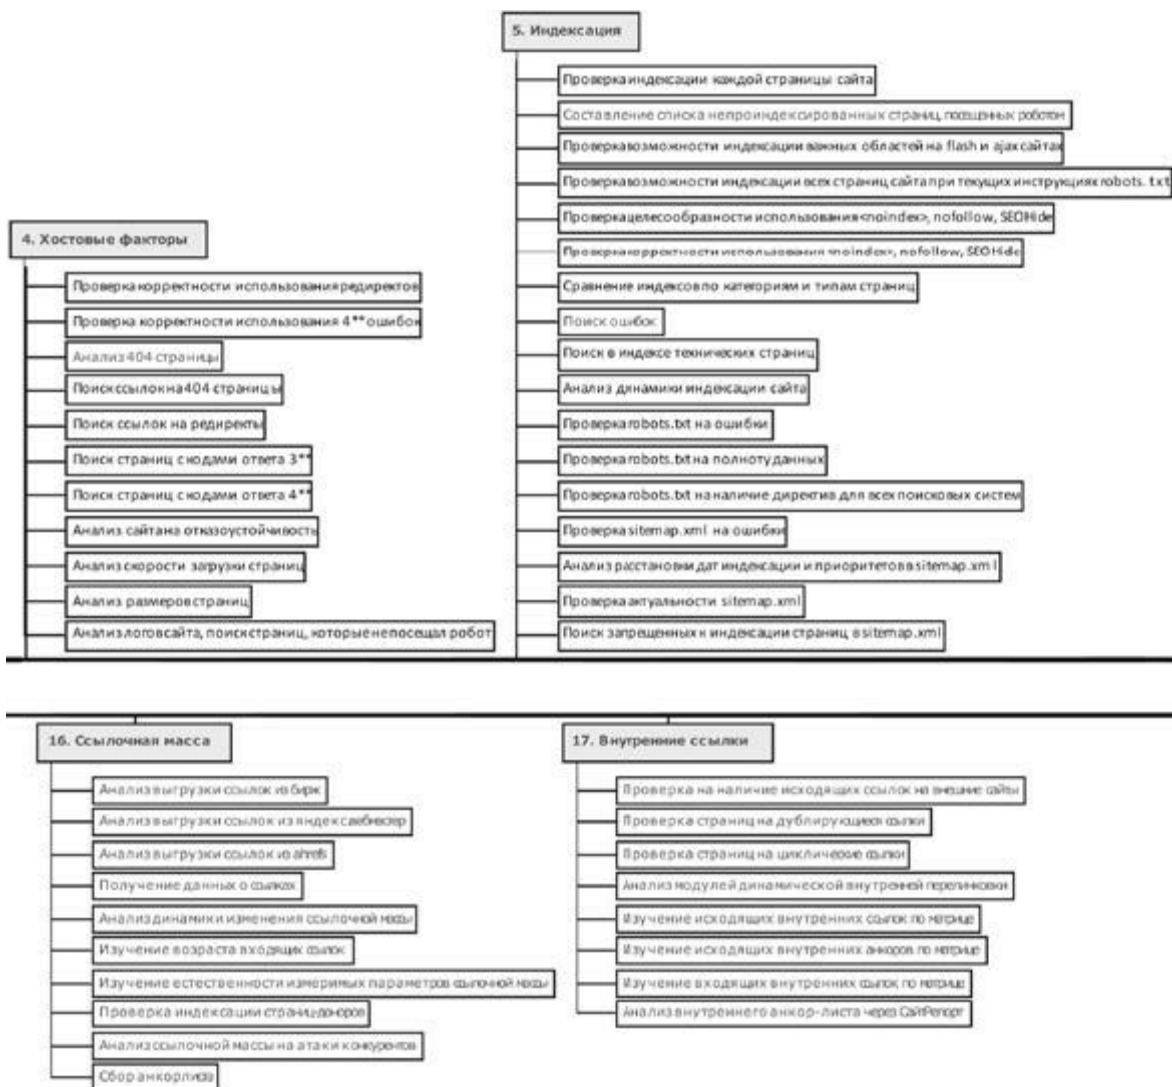 4. Хостовые факторы
Проверка корректности использования редиректов
Проверка корректности использования 4** ошибок
Анализ 404 страницы
Поиск ссылок на 404 страницы
Поиск ссылок на редиректы
Поиск страниц с кодами ответа 3**
Поиск страниц с кодами ответа 4**
Анализ сайта на отказоустойчивость
Анализ скорости загрузки страниц
Анализ размеров страниц
Анализ логов сайта, поиск страниц, которые не посещал робот
5. Индексация
Проверка индексации каждой страницы сайта
Составление списка непроиндексированных страниц, посещенных роботом
Проверка возможности индексации важных областей на flash и ajax сайтах
Проверка возможности индексации всех страниц сайта при текущих инструкциях robots.txt
Проверка целесообразности использования <noindex>, nofollow, SEOHide
Проверка корректности использования <noindex>, nofollow, SEOHide
Сравнение индексов по категориям и типам страниц
Поиск ошибок
Поиск в индексе технических страниц
Анализ динамики индексации сайта
Проверка robots.txt на ошибки
Проверка robots.txt на полноту данных
Проверка robots.txt на наличие директив для всех поисковых систем
Проверка sitemap.xml на ошибки
Анализ расстановки дат индексации и приоритетов в sitemap.xml
Проверка актуальности sitemap.xml
Поиск запрещенных к индексации страниц в sitemap.xml
16. Ссылочная масса
Анализ выгрузки ссылок из бирж
Анализ выгрузки ссылок из яндекс.вебмастер
Анализ выгрузки ссылок из ahrefs
Получение данных о ссылках
Анализ динамики изменения ссылочной массы
Изучение возраста входящих ссылок
Изучение естественности измеримых параметров ссылочной массы
Проверка индексации страниц-доноров
Анализ ссылочной массы на атаки конкурентов
Сбор анкорлистов
17. Внутренние ссылки
Проверка на наличие исходящих ссылок на внешние сайты
Проверка страниц на дублирующиеся ссылки
Проверка страниц на циклические ссылки
Анализ модулей динамической внутренней перелинковки
Изучение исходящих внутренних ссылок по матрице
Изучение исходящих внутренних анкоров по матрице
Изучение входящих внутренних ссылок по матрице
Анализ внутреннего анкор-листа через СайтРепорт